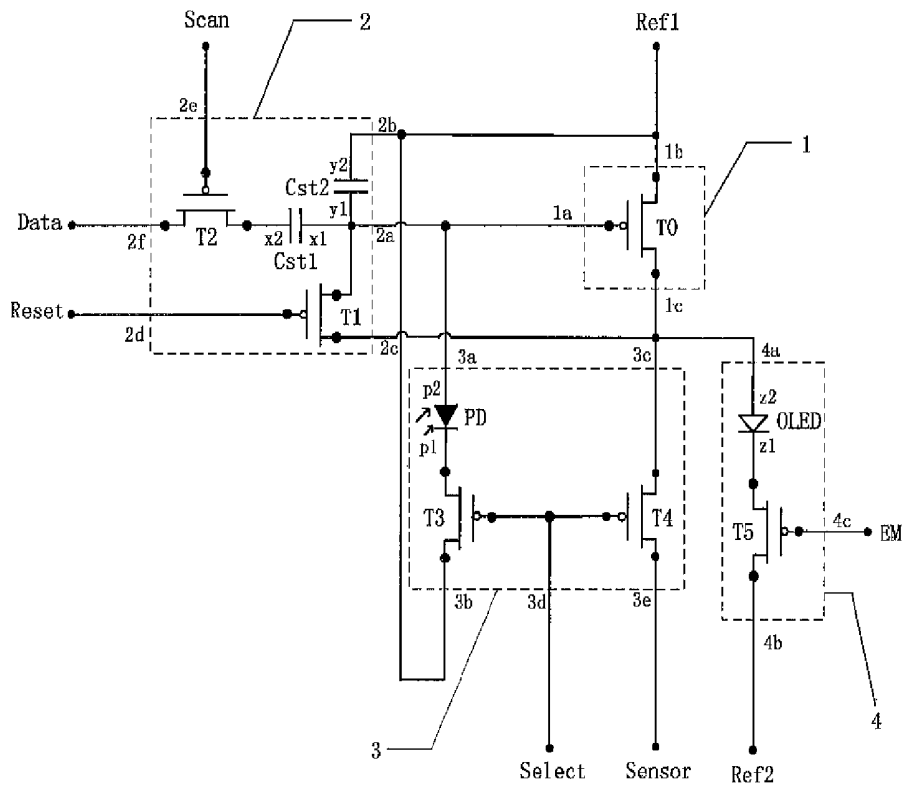 Scan
2
Ref1
2e
2b
1b
1
y2
Cst2
y1
Data
1a
T0
2f
T2
x2
x1
2a
Cst1
Reset
T1
1c
2d
2c
3a
3c
4a
p2
PD
p1
z2
OLED
z1
T3
T4
T5
4c
EM
3b
3d
3e
4b
3
4
Select
Sensor
Ref2